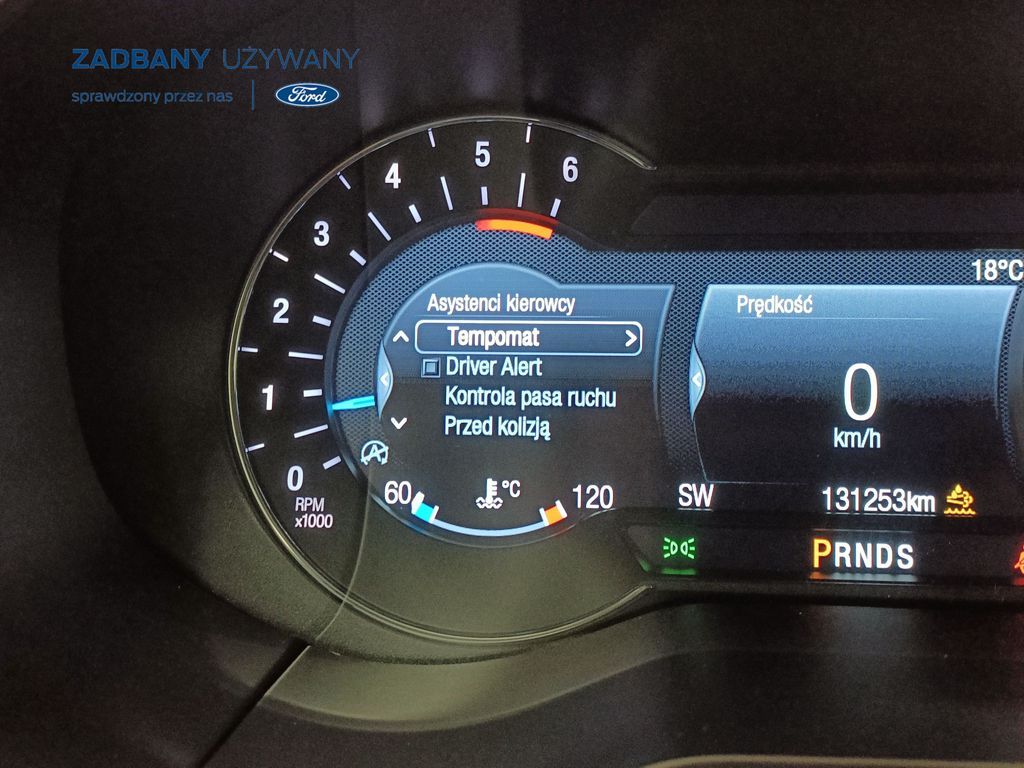 ZADBANY UŻYWANY
sprawdzony przez nas
Ford
0
1
2
3
4
5
6
RPM
x1000
Asystenci kierowcy
Tempomat
Driver Alert
Kontrola pasa ruchu
Przed kolizją
A
60
°C
120
18°C
Prędkość
0
km/h
SW
131253km
PRNDS